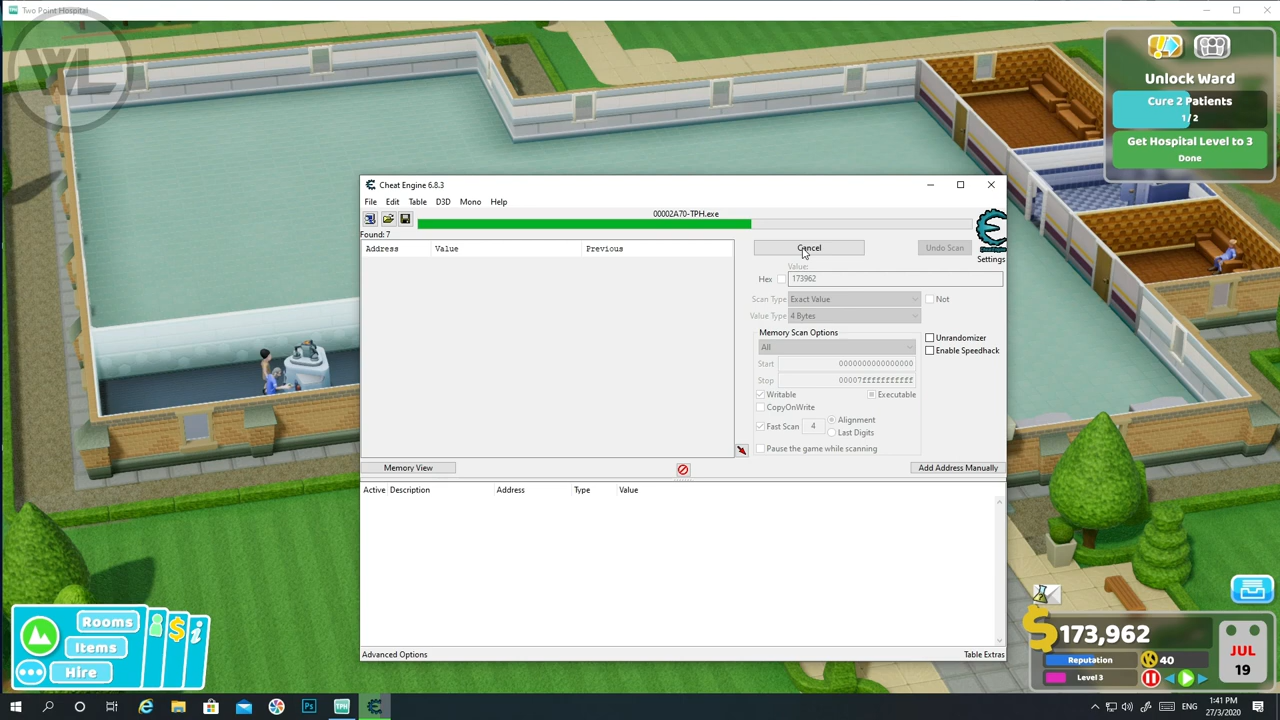 Two Point Hospital
WL
Unlock Ward
Cure 2 Patients
1 / 2
Get Hospital Level to 3
Done
Cheat Engine 6.8.3
File Edit Table D3D Mono Help
00002A70-TPH.exe
Found: 7
Address Value Previous
Cancel Undo Scan
Settings
Value:
Hex 173962
Scan Type Exact Value Not
Value Type 4 Bytes
Memory Scan Options
All
Unrandomizer
Enable Speedhack
Start 0000000000000000
Stop 00007fffffffffff
Writable Executable
CopyOnWrite
Fast Scan 4 Alignment
Last Digits
Pause the game while scanning
Memory View Add Address Manually
Active Description Address Type Value
Advanced Options Table Extras
Rooms
Items
Hire
$ i
$173,962
Reputation K 40
Level 3
JUL
19
Ps TPH
ENG
1:41 PM
27/3/2020